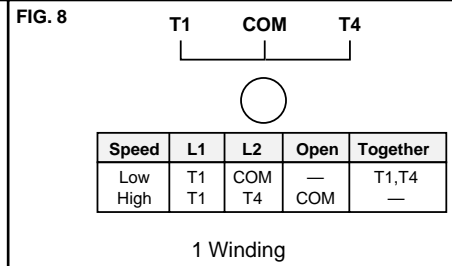 FIG. 8
T1 COM T4
Speed L1 L2 Open Together
Low T1 COM — T1,T4
High T1 T4 COM —
1 Winding